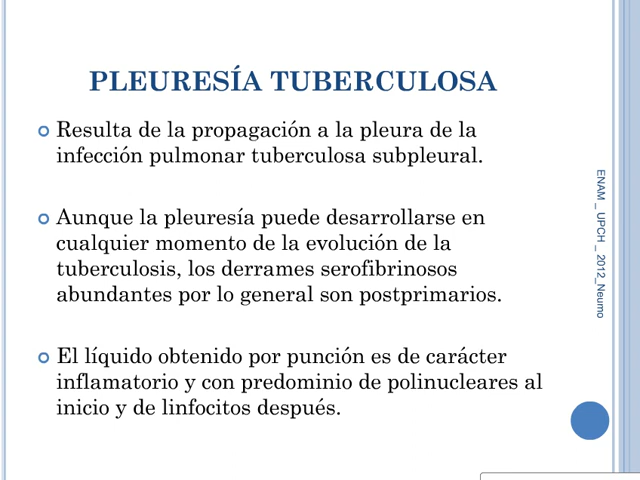 PLEURESÍA TUBERCULOSA
Resulta de la propagación a la pleura de la
infección pulmonar tuberculosa subpleural.
Aunque la pleuresía puede desarrollarse en
cualquier momento de la evolución de la
tuberculosis, los derrames serofibrinosos
abundantes por lo general son postprimarios.
El líquido obtenido por punción es de carácter
inflamatorio y con predominio de polinucleares al
inicio y de linfocitos después.
ENAM _ UPCH _ 2012_Neumo